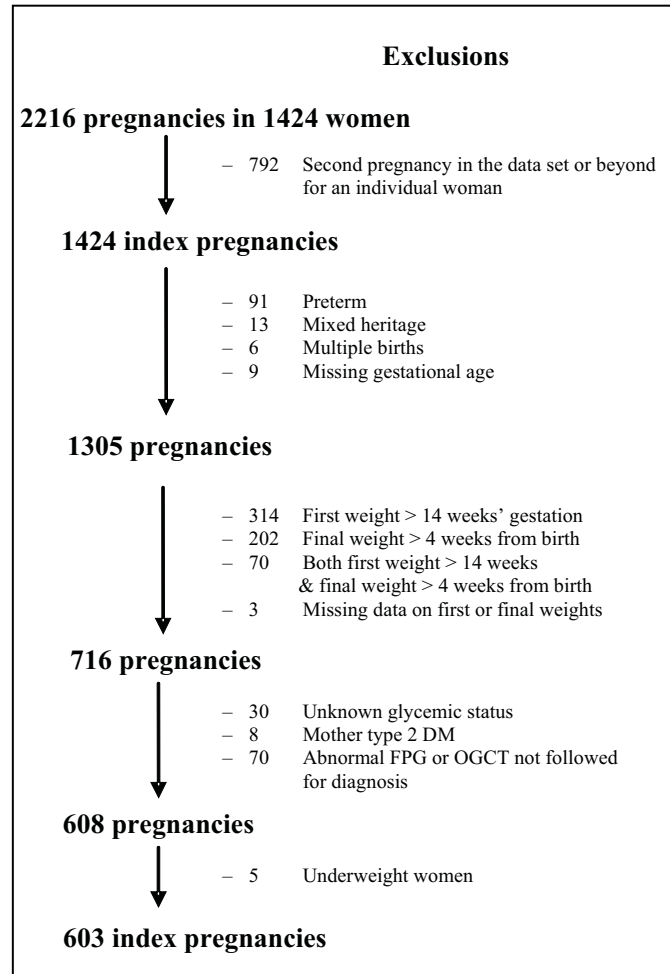 Exclusions
2216 pregnancies in 1424 women
– 792 Second pregnancy in the data set or beyond
for an individual woman
1424 index pregnancies
– 91 Preterm
– 13 Mixed heritage
– 6 Multiple births
– 9 Missing gestational age
1305 pregnancies
– 314 First weight > 14 weeks’ gestation
– 202 Final weight > 4 weeks from birth
– 70 Both first weight > 14 weeks
& final weight > 4 weeks from birth
– 3 Missing data on first or final weights
716 pregnancies
– 30 Unknown glycemic status
– 8 Mother type 2 DM
– 70 Abnormal FPG or OGCT not followed
for diagnosis
608 pregnancies
– 5 Underweight women
603 index pregnancies